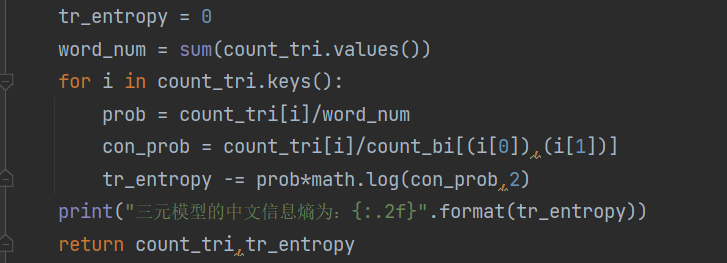 tr_entropy = 0
word_num = sum(count_tri.values())
for i in count_tri.keys():
prob = count_tri[i]/word_num
con_prob = count_tri[i]/count_bi[(i[0]),(i[1])]
tr_entropy -= prob*math.log(con_prob,2)
print("三元模型的中文信息熵为：{:.2f}".format(tr_entropy))
return count_tri,tr_entropy